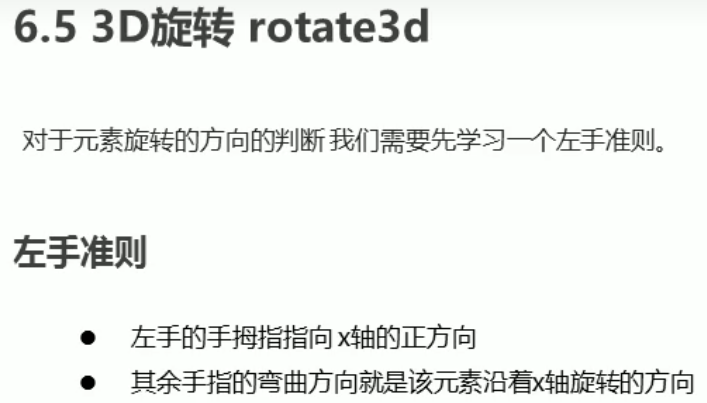 6.5 3D旋转 rotate3d
对于元素旋转的方向的判断 我们需要先学习一个左手准则。
左手准则
● 左手的手拇指指向 x轴的正方向
● 其余手指的弯曲方向就是该元素沿着x轴旋转的方向